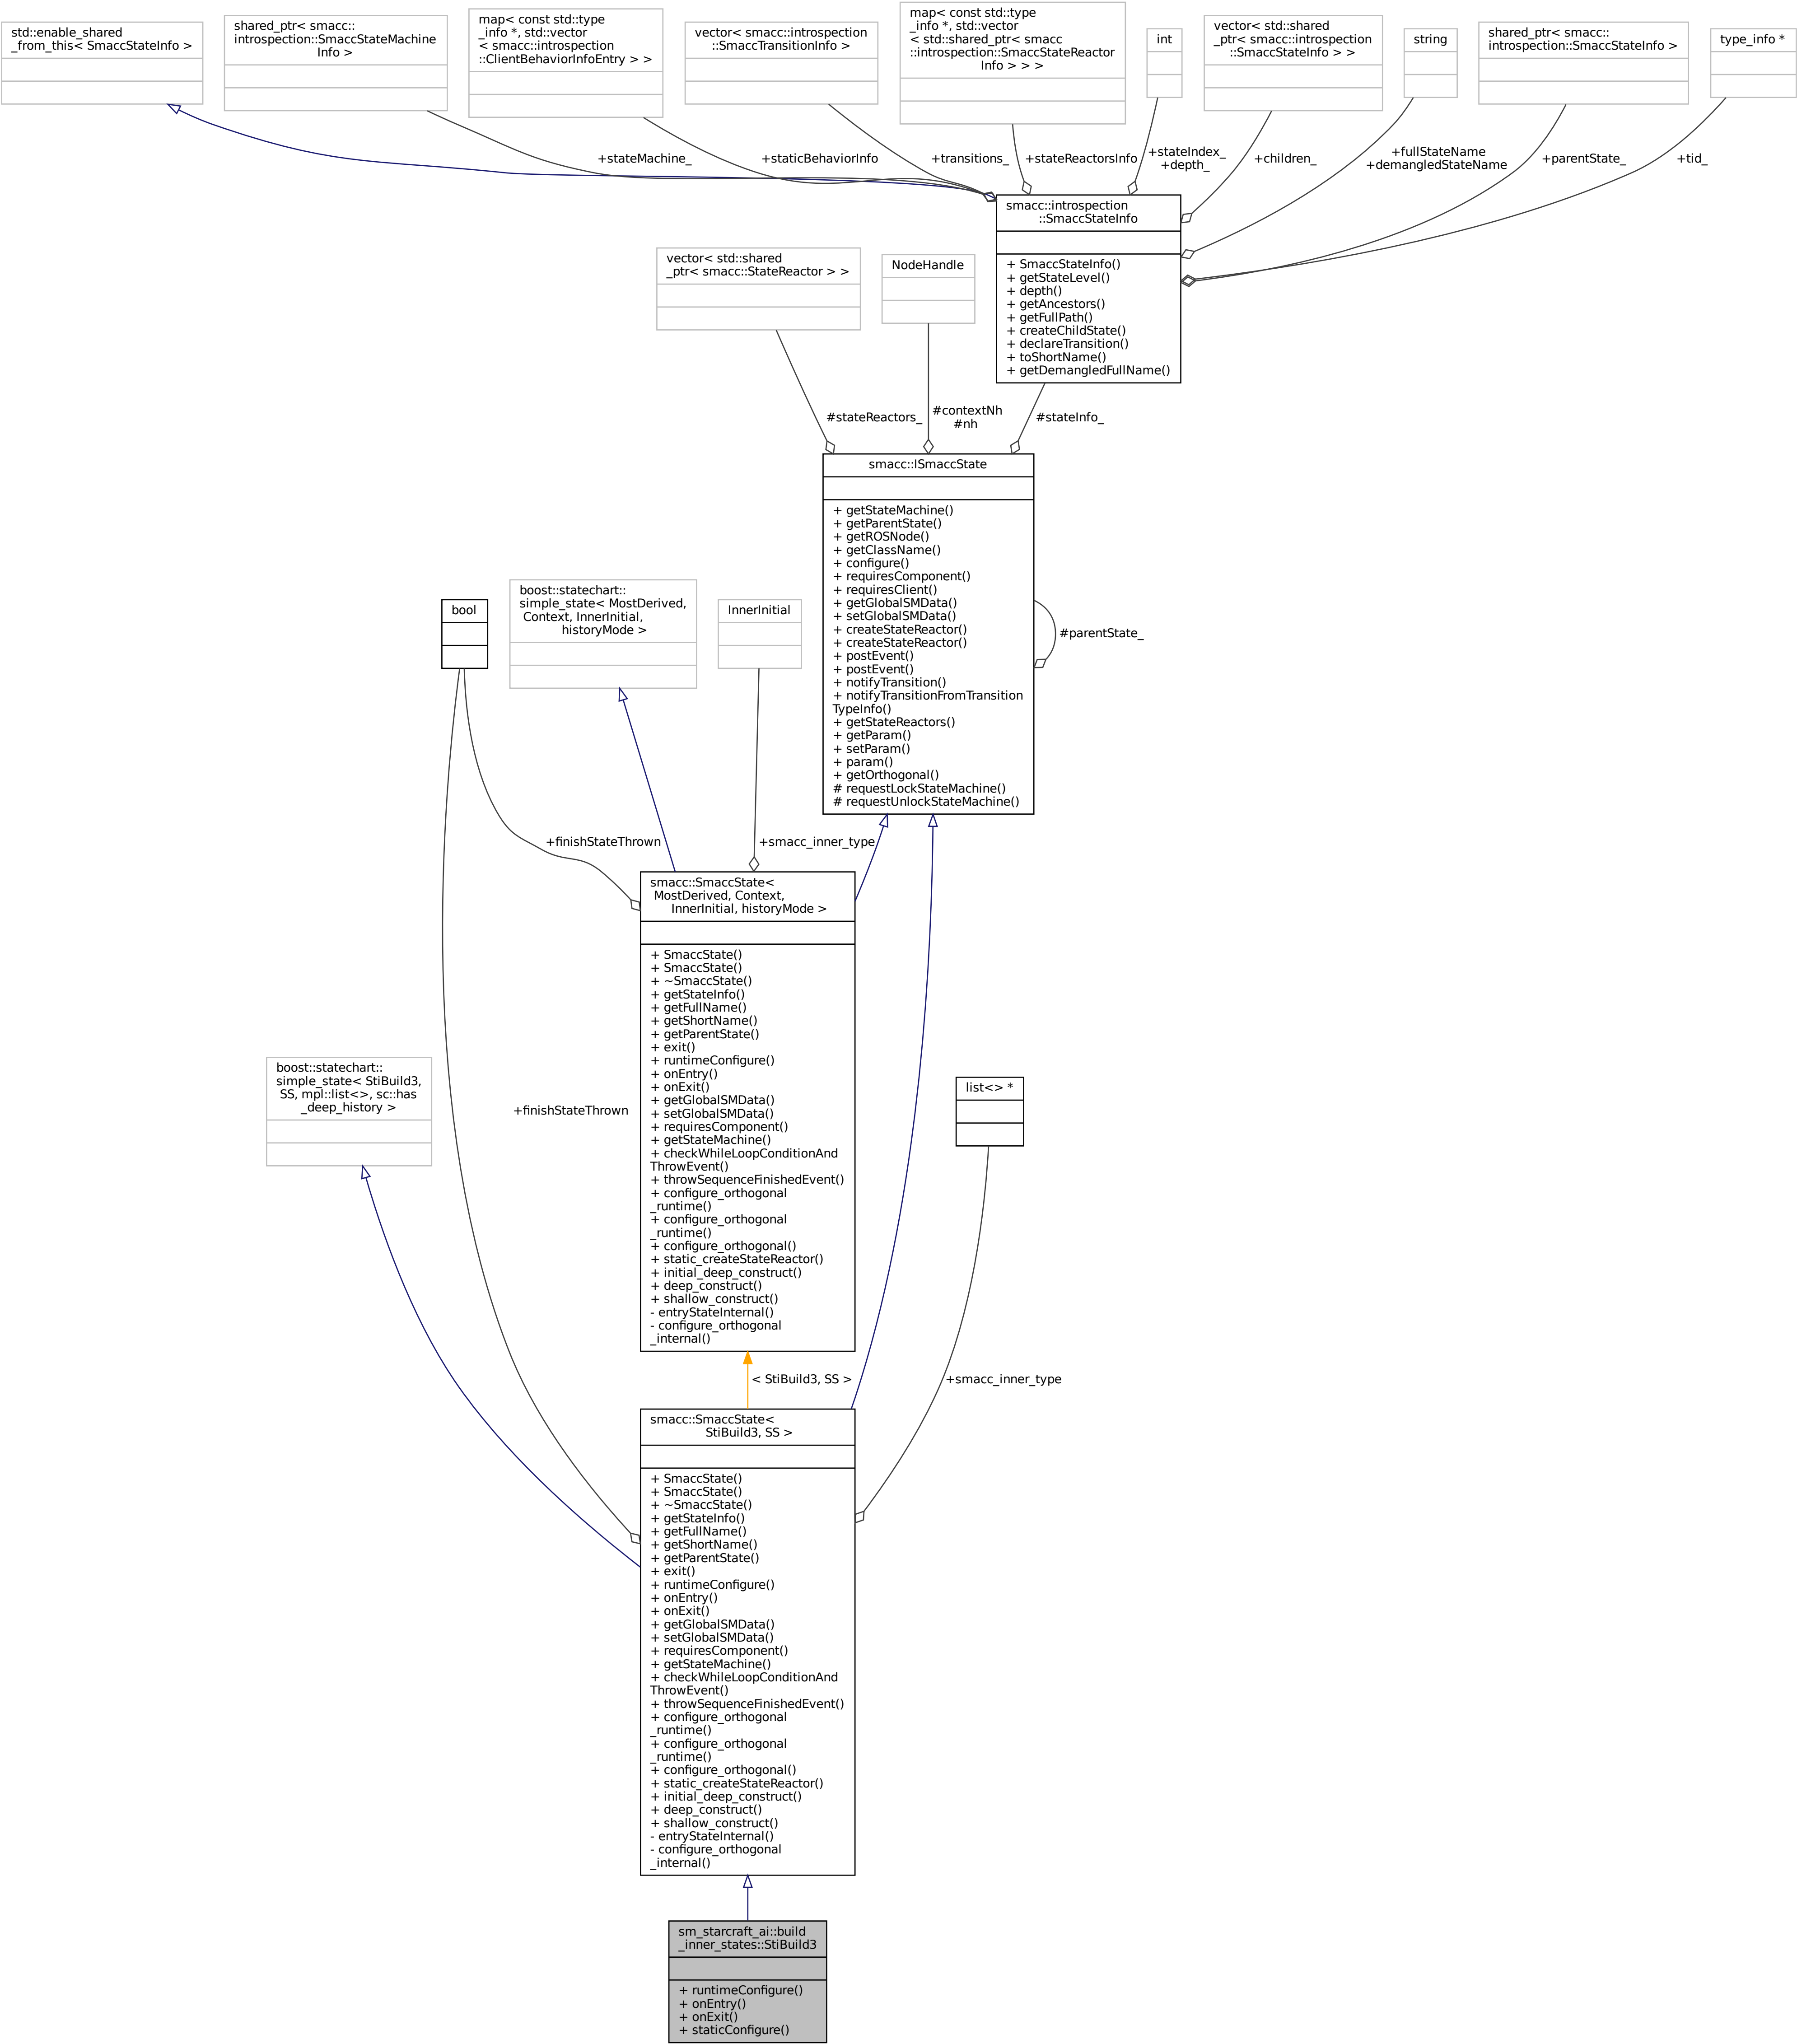 std::enable_shared
_from_this< SmaccStateInfo >
shared_ptr< smacc::
introspection::SmaccStateMachine
Info >
map< const std::type
_info *, std::vector
< smacc::introspection
::ClientBehaviorInfoEntry > >
vector< smacc::introspection
::SmaccTransitionInfo >
map< const std::type
_info *, std::vector
< std::shared_ptr< smacc
::introspection::SmaccStateReactor
Info > > >
int
vector< std::shared
_ptr< smacc::introspection
::SmaccStateInfo > >
string
shared_ptr< smacc::
introspection::SmaccStateInfo >
type_info *
+stateMachine_
+staticBehaviorInfo
+transitions_
+stateReactorsInfo
+stateIndex_
+depth_
+children_
+fullStateName
+demangledStateName
+parentState_
+tid_
smacc::introspection
::SmaccStateInfo
+ SmaccStateInfo()
+ getStateLevel()
+ depth()
+ getAncestors()
+ getFullPath()
+ createChildState()
+ declareTransition()
+ toShortName()
+ getDemangledFullName()
vector< std::shared
_ptr< smacc::StateReactor > >
NodeHandle
#stateReactors_
#contextNh
#nh
#stateInfo_
smacc::ISmaccState
+ getStateMachine()
+ getParentState()
+ getROSNode()
+ getClassName()
+ configure()
+ requiresComponent()
+ requiresClient()
+ getGlobalSMData()
+ setGlobalSMData()
+ createStateReactor()
+ createStateReactor()
+ postEvent()
+ postEvent()
+ notifyTransition()
+ notifyTransitionFromTransition
TypeInfo()
+ getStateReactors()
+ getParam()
+ setParam()
+ param()
+ getOrthogonal()
# requestLockStateMachine()
# requestUnlockStateMachine()
#parentState_
bool
boost::statechart::
simple_state< MostDerived,
Context, InnerInitial,
historyMode >
InnerInitial
+finishStateThrown
+smacc_inner_type
smacc::SmaccState<
MostDerived, Context,
InnerInitial, historyMode >
+ SmaccState()
+ SmaccState()
+ ~SmaccState()
+ getStateInfo()
+ getFullName()
+ getShortName()
+ getParentState()
+ exit()
+ runtimeConfigure()
+ onEntry()
+ onExit()
+ getGlobalSMData()
+ setGlobalSMData()
+ requiresComponent()
+ getStateMachine()
+ checkWhileLoopConditionAnd
ThrowEvent()
+ throwSequenceFinishedEvent()
+ configure_orthogonal
_runtime()
+ configure_orthogonal
_runtime()
+ configure_orthogonal()
+ static_createStateReactor()
+ initial_deep_construct()
+ deep_construct()
+ shallow_construct()
- entryStateInternal()
- configure_orthogonal
_internal()
boost::statechart::
simple_state< StiBuild3,
SS, mpl::list<>, sc::has
_deep_history >
+finishStateThrown
list<> *
< StiBuild3, SS >
+smacc_inner_type
smacc::SmaccState<
StiBuild3, SS >
+ SmaccState()
+ SmaccState()
+ ~SmaccState()
+ getStateInfo()
+ getFullName()
+ getShortName()
+ getParentState()
+ exit()
+ runtimeConfigure()
+ onEntry()
+ onExit()
+ getGlobalSMData()
+ setGlobalSMData()
+ requiresComponent()
+ getStateMachine()
+ checkWhileLoopConditionAnd
ThrowEvent()
+ throwSequenceFinishedEvent()
+ configure_orthogonal
_runtime()
+ configure_orthogonal
_runtime()
+ configure_orthogonal()
+ static_createStateReactor()
+ initial_deep_construct()
+ deep_construct()
+ shallow_construct()
- entryStateInternal()
- configure_orthogonal
_internal()
sm_starcraft_ai::build
_inner_states::StiBuild3
+ runtimeConfigure()
+ onEntry()
+ onExit()
+ staticConfigure()